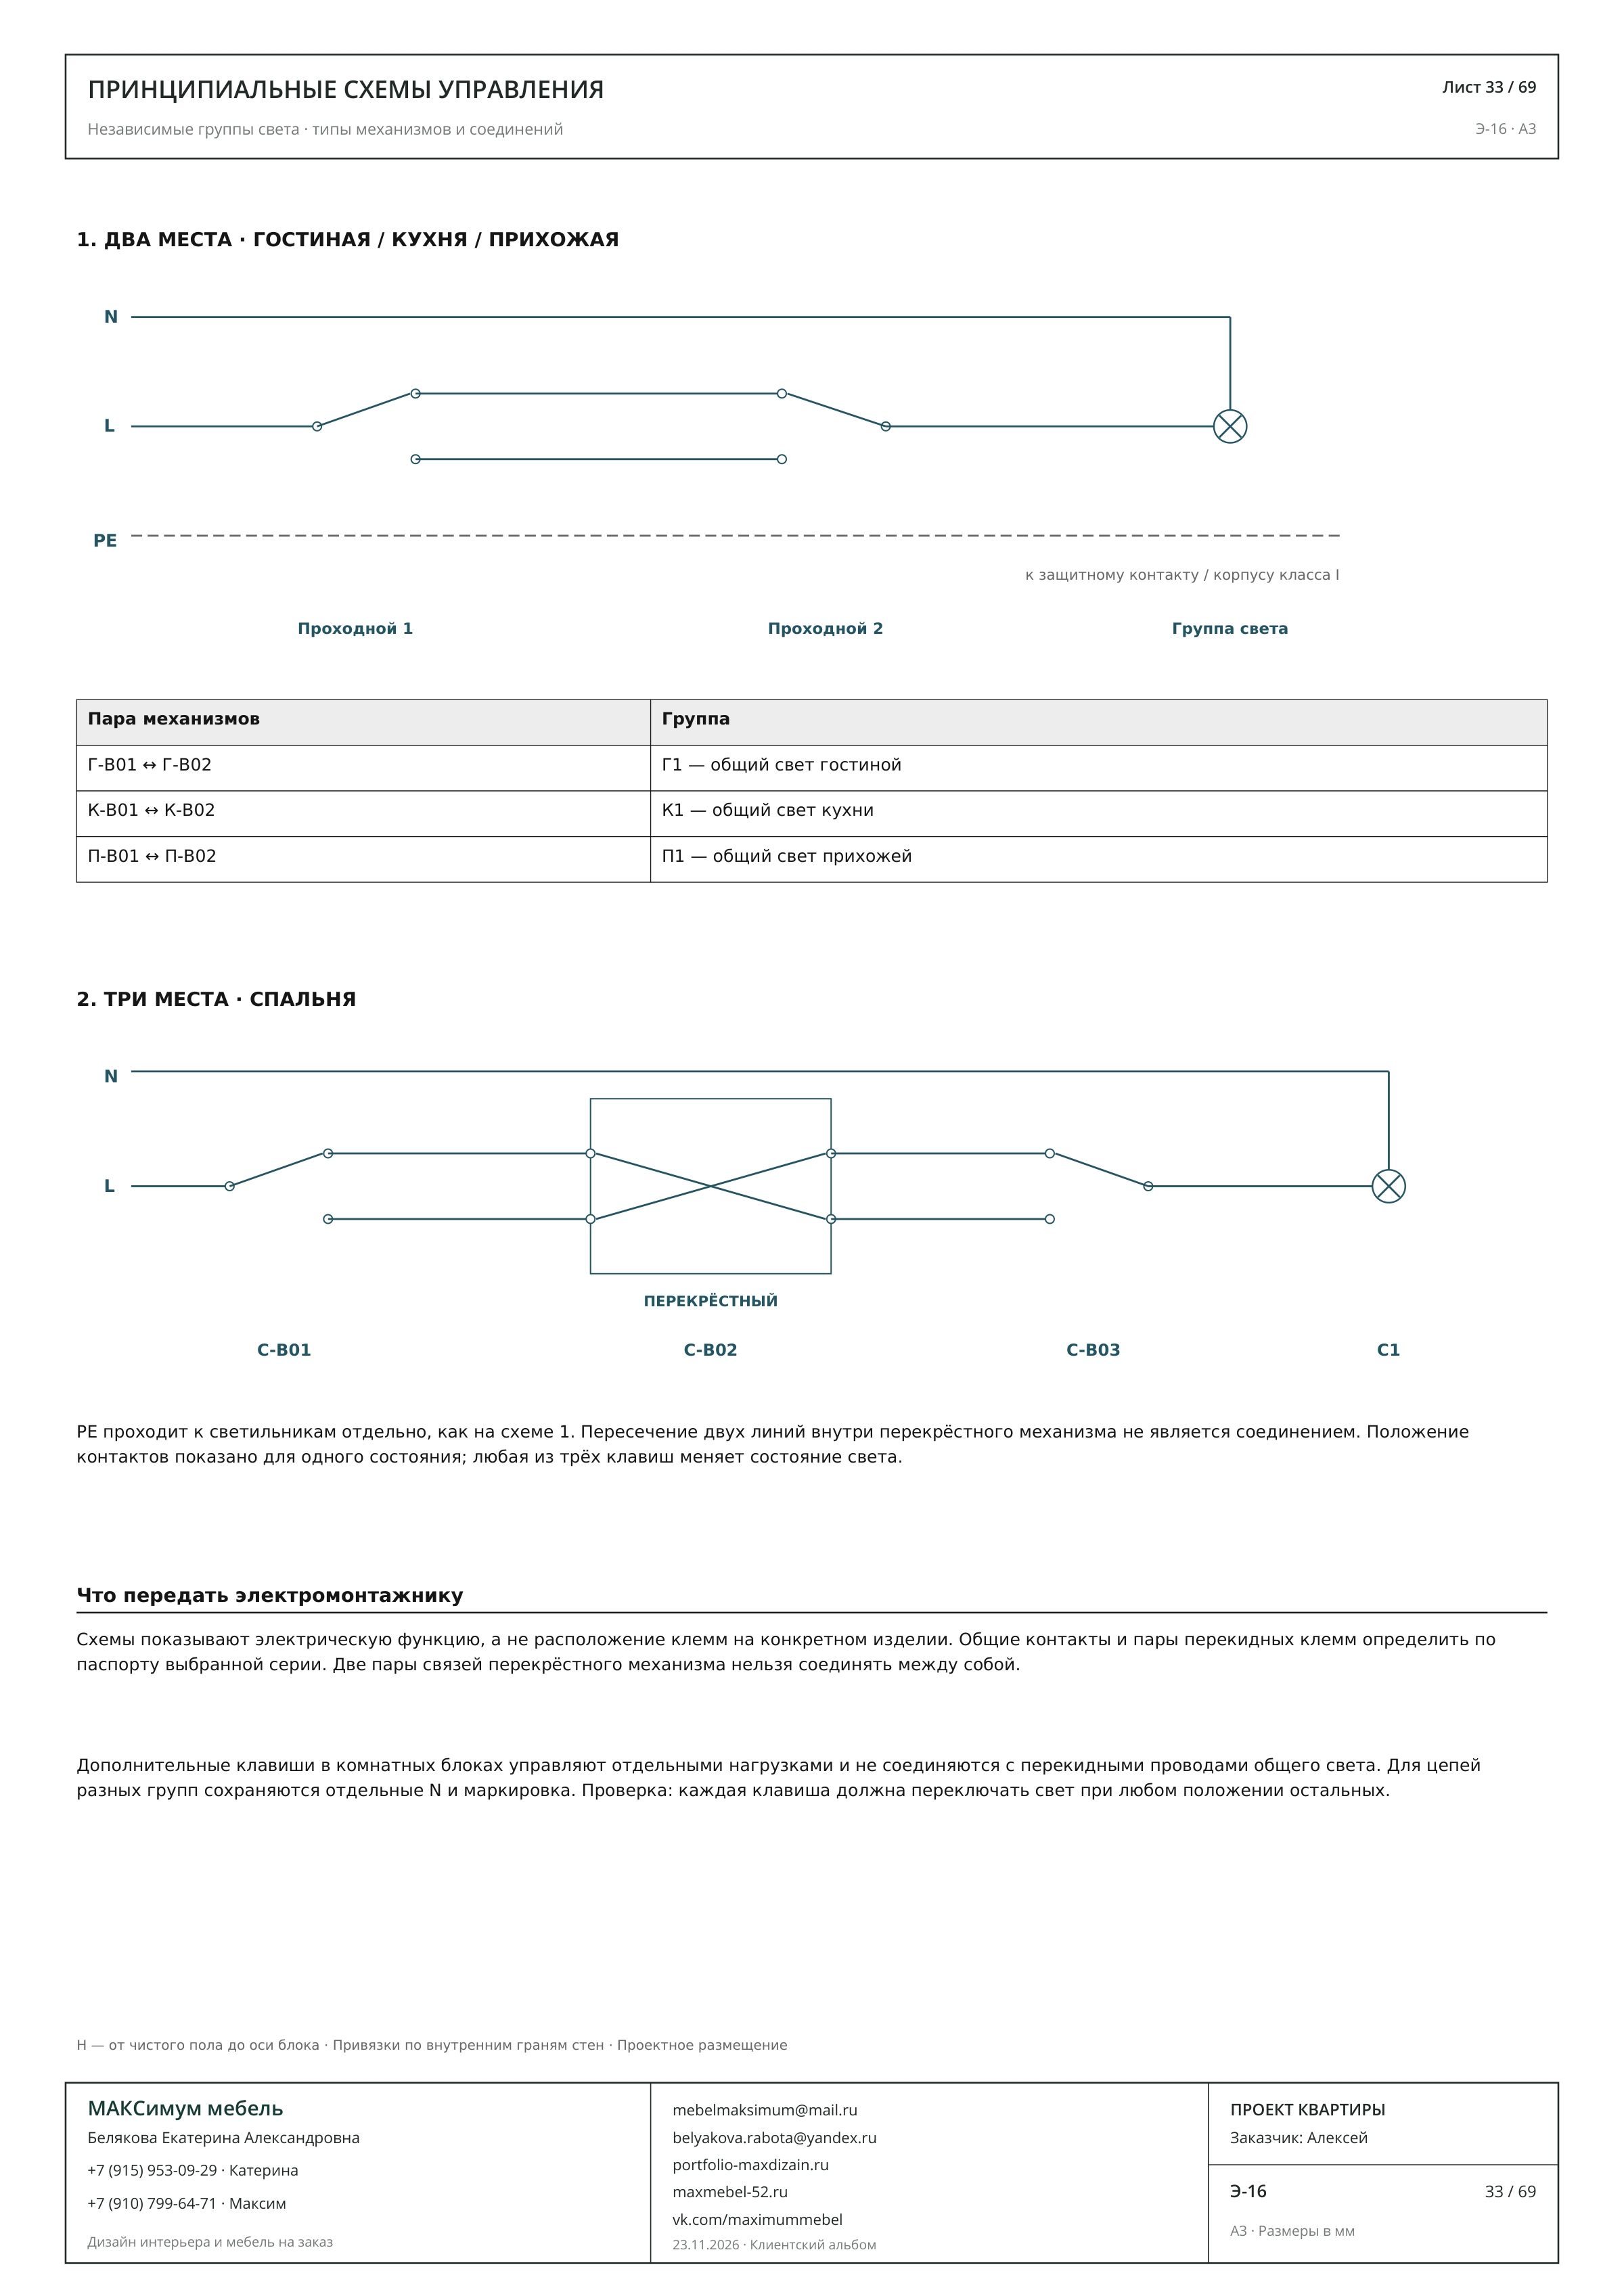 ПРИНЦИПИАЛЬНЫЕ СХЕМЫ УПРАВЛЕНИЯ
Лист 33 / 69
Независимые группы света · типы механизмов и соединений
Э-16 · А3
1. ДВА МЕСТА · ГОСТИНАЯ / КУХНЯ / ПРИХОЖАЯ
N
L
PE
к защитному контакту / корпусу класса I
Проходной 1
Проходной 2
Группа света
Пара механизмов
Группа
Г-В01 ↔ Г-В02
Г1 — общий свет гостиной
К-В01 ↔ К-В02
К1 — общий свет кухни
П-В01 ↔ П-В02
П1 — общий свет прихожей
2. ТРИ МЕСТА · СПАЛЬНЯ
N
L
ПЕРЕКРЁСТНЫЙ
С-В01
С-В02
С-В03
С1
PE проходит к светильникам отдельно, как на схеме 1. Пересечение двух линий внутри перекрёстного механизма не является соединением. Положение
контактов показано для одного состояния; любая из трёх клавиш меняет состояние света.
Что передать электромонтажнику
Схемы показывают электрическую функцию, а не расположение клемм на конкретном изделии. Общие контакты и пары перекидных клемм определить по
паспорту выбранной серии. Две пары связей перекрёстного механизма нельзя соединять между собой.
Дополнительные клавиши в комнатных блоках управляют отдельными нагрузками и не соединяются с перекидными проводами общего света. Для цепей
разных групп сохраняются отдельные N и маркировка. Проверка: каждая клавиша должна переключать свет при любом положении остальных.
Н — от чистого пола до оси блока · Привязки по внутренним граням стен · Проектное размещение
МАКСимум мебель
Белякова Екатерина Александровна
+7 (915) 953-09-29 · Катерина
+7 (910) 799-64-71 · Максим
Дизайн интерьера и мебель на заказ
mebelmaksimum@mail.ru
belyakova.rabota@yandex.ru
portfolio-maxdizain.ru
maxmebel-52.ru
vk.com/maximummebel
23.11.2026 · Клиентский альбом
ПРОЕКТ КВАРТИРЫ
Заказчик: Алексей
Э-16
33 / 69
А3 · Размеры в мм